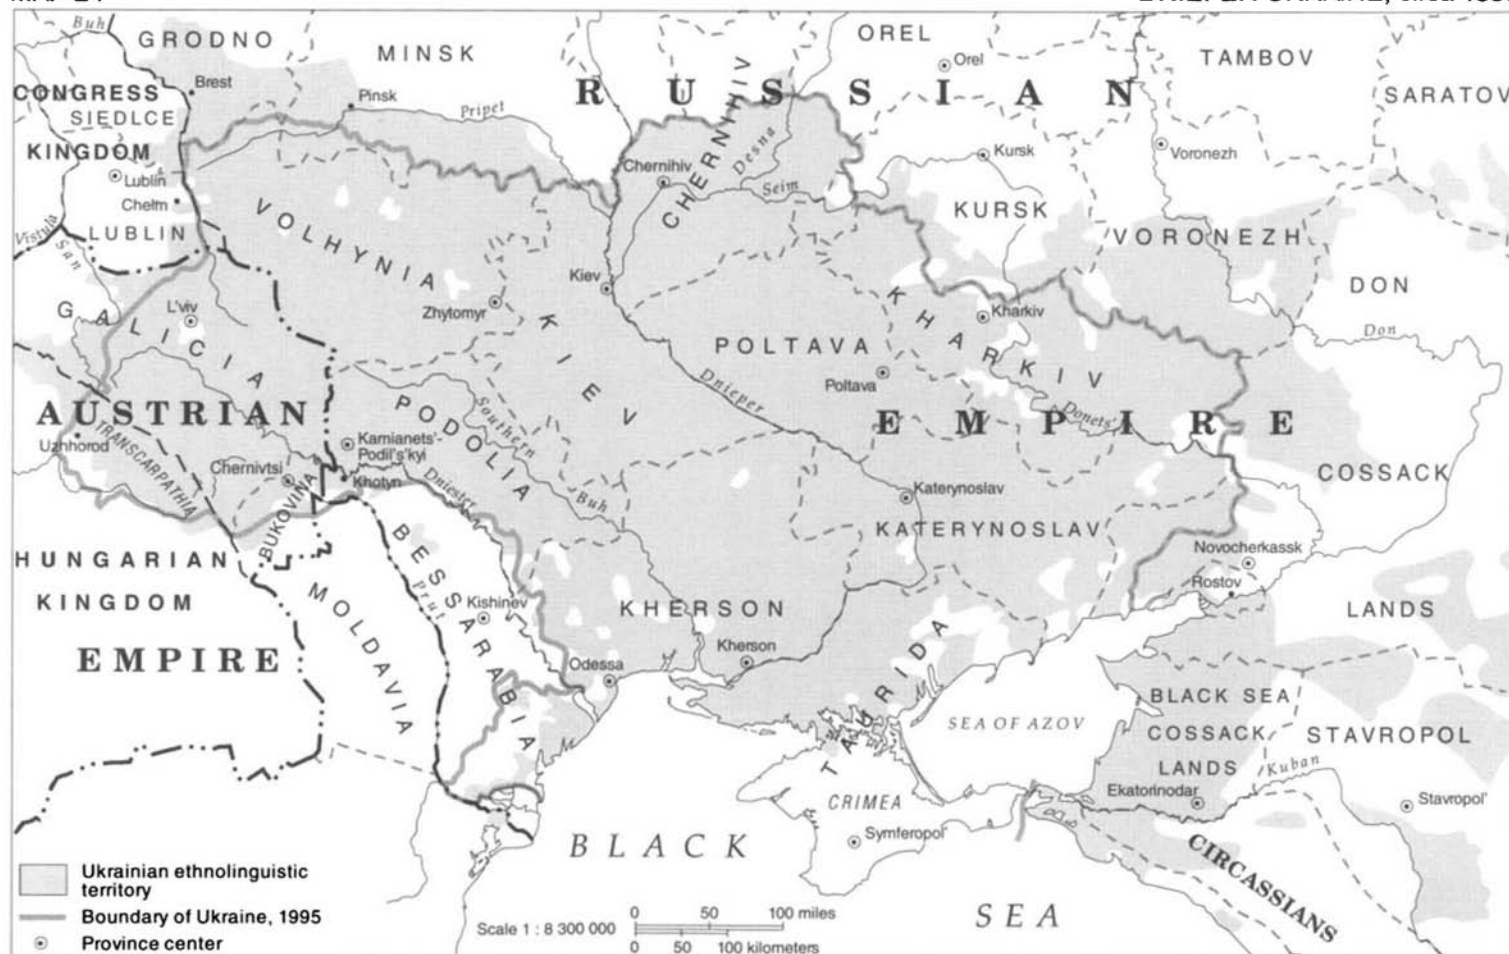 Buh
GRODNO
MINSK
OREL
TAMBOV
SARATOV
Orel
RUSSIAN
CONGRESS
Brest
Pinsk
Pripet
SIEDLCE
KINGDOM
Lublin
Chełm
LUBLIN
Vistula
San
Chernihiv
CHERNIHIV
Desna
Seim
Kursk
KURSK
Voronezh
VORONEZH
DON
Don
VOLHYNIA
Kiev
Zhytomyr
KIEV
L'viv
GALICIA
POLTAVA
Poltava
Dnieper
KHARKIV
Kharkiv
Donets'
AUSTRIAN
EMPIRE
Uzhhorod
TRANSCARPATHIA
PODOLIA
Southern
Buh
Kamianets'-
Podil's'kyi
Khotyn
Dniester
Chernivtsi
BUKOVINA
COSSACK
Katerynoslav
KATERYNOSLAV
HUNGARIAN
KINGDOM
EMPIRE
MOLDAVIA
BESSARABIA
Prut
Kishinev
KHERSON
Kherson
Odessa
TAURIDA
Novocherkassk
Rostov
LANDS
SEA OF AZOV
BLACK SEA
COSSACK
LANDS
Ekatorinodar
STAVROPOL
Kuban
Stavropol'
CRIMEA
Symferopol'
CIRCASSIANS
BLACK
SEA
Ukrainian ethnolinguistic
territory
Boundary of Ukraine, 1995
Province center
Scale 1 : 8 300 000
0 50 100 miles
0 50 100 kilometers